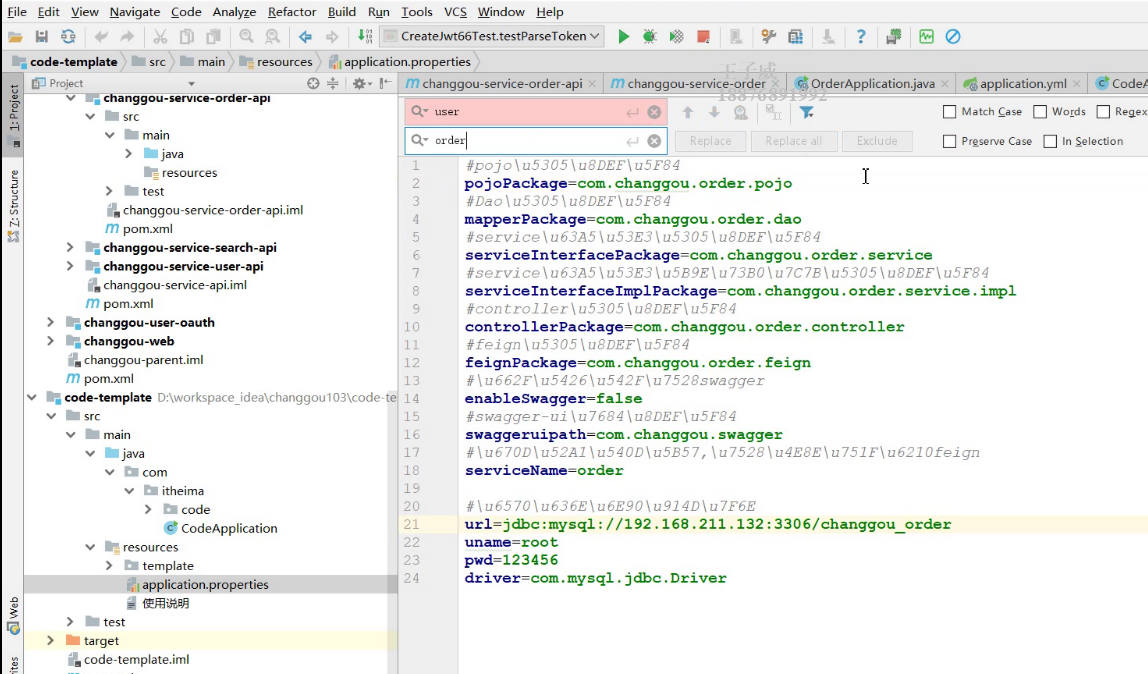 File Edit View Navigate Code Analyze Refactor Build Run Tools VCS Window Help
CreateJwt66Test.testParseToken
code-template src main resources application.properties
Project
changgou-service-order-api
changgou-service-order
OrderApplication.java
application.yml
CodeA
王子威
18876891992
1: Project
Z: Structure
Web
rites
changgou-service-order-api
src
main
java
resources
test
changgou-service-order-api.iml
pom.xml
changgou-service-search-api
changgou-service-user-api
changgou-service-api.iml
pom.xml
changgou-user-oauth
changgou-web
changgou-parent.iml
pom.xml
code-template D:\workspace_idea\changgou103\code-te
src
main
java
com
itheima
code
CodeApplication
resources
template
application.properties
使用说明
test
target
code-template.iml
user
Match Case Words Regex
order
Replace Replace all Exclude Preserve Case In Selection
1 #pojo\u5305\u8DEF\u5F84
2 pojoPackage=com.changgou.order.pojo
3 #Dao\u5305\u8DEF\u5F84
4 mapperPackage=com.changgou.order.dao
5 #service\u63A5\u53E3\u5305\u8DEF\u5F84
6 serviceInterfacePackage=com.changgou.order.service
7 #service\u63A5\u53E3\u5B9E\u73B0\u7C7B\u5305\u8DEF\u5F84
8 serviceInterfaceImplPackage=com.changgou.order.service.impl
9 #controller\u5305\u8DEF\u5F84
10 controllerPackage=com.changgou.order.controller
11 #feign\u5305\u8DEF\u5F84
12 feignPackage=com.changgou.order.feign
13 #\u662F\u5426\u542F\u7528swagger
14 enableSwagger=false
15 #swagger-ui\u7684\u8DEF\u5F84
16 swaggeruipath=com.changgou.swagger
17 #\u670D\u52A1\u540D\u5B57,\u7528\u4E8E\u751F\u6210feign
18 serviceName=order
19
20 #\u6570\u636E\u6E90\u914D\u7F6E
21 url=jdbc:mysql://192.168.211.132:3306/changgou_order
22 uname=root
23 pwd=123456
24 driver=com.mysql.jdbc.Driver